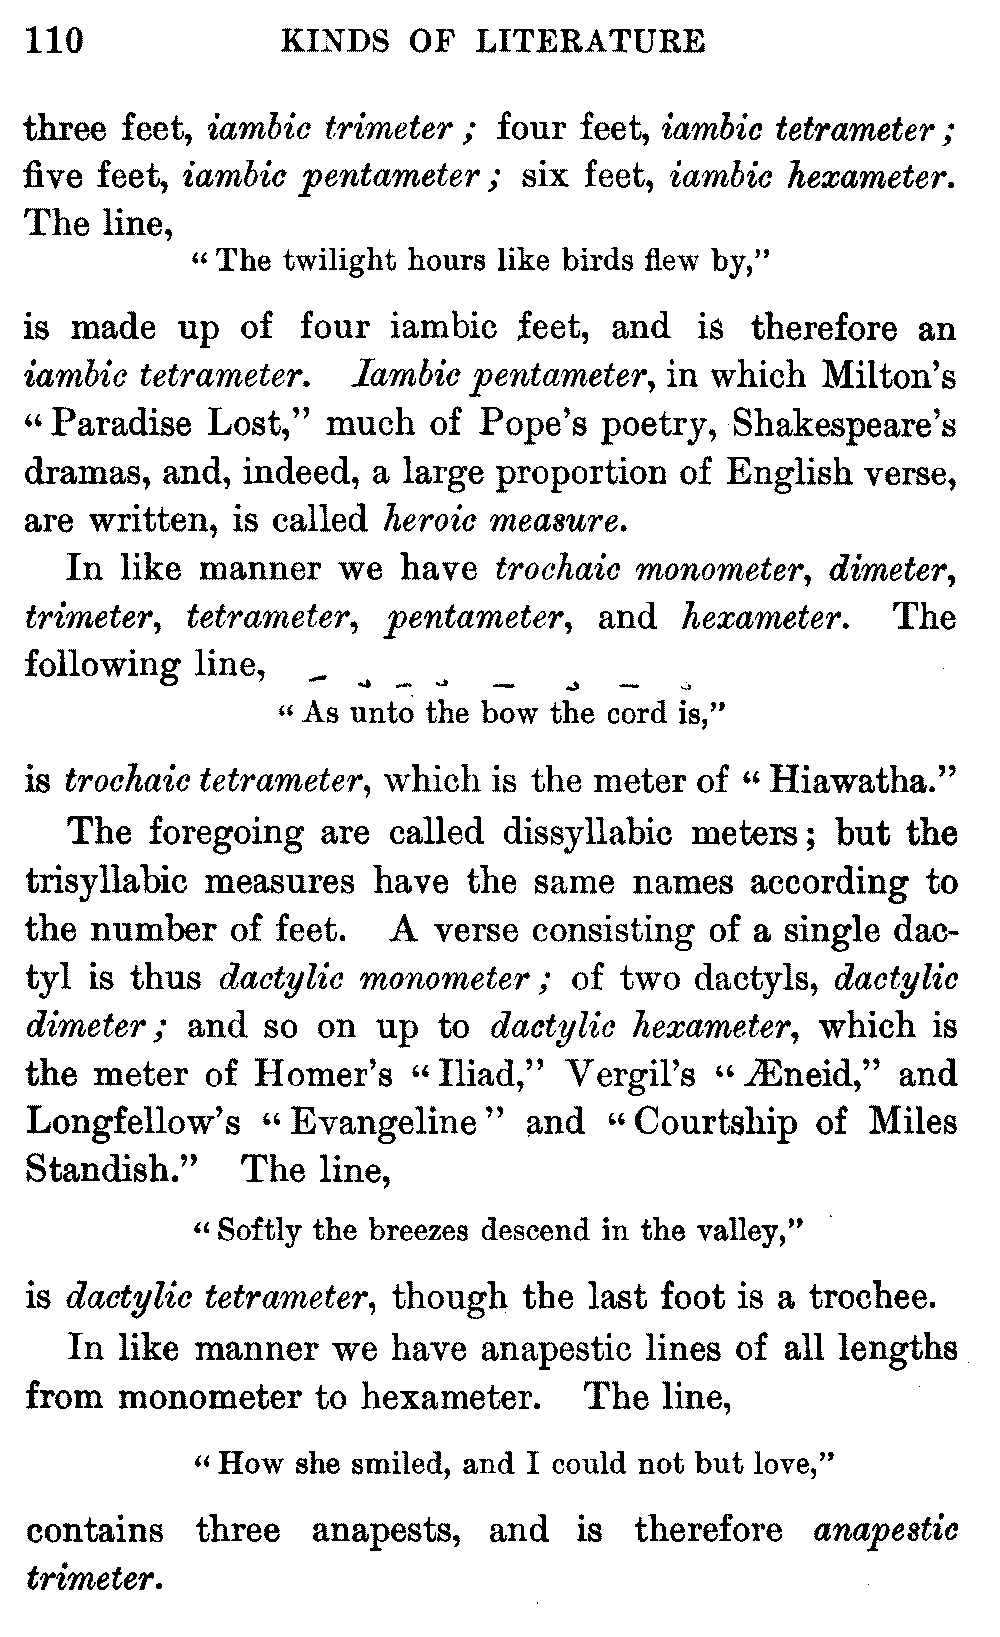 110 KINDS OF LITERATURE
three feet, iambic trimeter; four feet, iambic tetrameter;
five feet, iambic pentameter; six feet, iambic hexameter.
The line,
“The twilight hours like birds flew by,”
is made up of four iambic feet, and is therefore an
iambic tetrameter. Iambic pentameter, in which Milton’s
“Paradise Lost,” much of Pope’s poetry, Shakespeare’s
dramas, and, indeed, a large proportion of English verse,
are written, is called heroic measure.
In like manner we have trochaic monometer, dimeter,
trimeter, tetrameter, pentameter, and hexameter. The
following line,
“As unto the bow the cord is,”
is trochaic tetrameter, which is the meter of “Hiawatha.”
The foregoing are called dissyllabic meters; but the
trisyllabic measures have the same names according to
the number of feet. A verse consisting of a single dac-
tyl is thus dactylic monometer; of two dactyls, dactylic
dimeter; and so on up to dactylic hexameter, which is
the meter of Homer’s “Iliad,” Vergil’s “Æneid,” and
Longfellow’s “Evangeline” and “Courtship of Miles
Standish.” The line,
“Softly the breezes descend in the valley,”
is dactylic tetrameter, though the last foot is a trochee.
In like manner we have anapestic lines of all lengths
from monometer to hexameter. The line,
“How she smiled, and I could not but love,”
contains three anapests, and is therefore anapestic
trimeter.